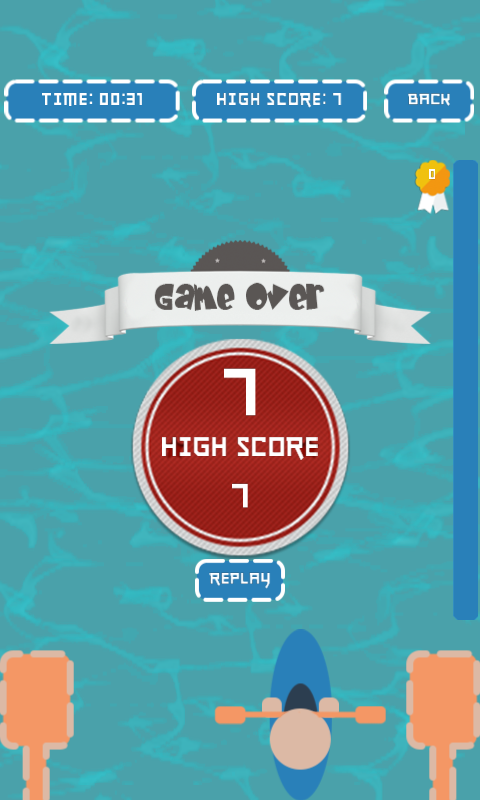 TIME: 00:31
HIGH SCORE: 7
BACK
0
Game Over
7
HIGH SCORE
7
REPLAY